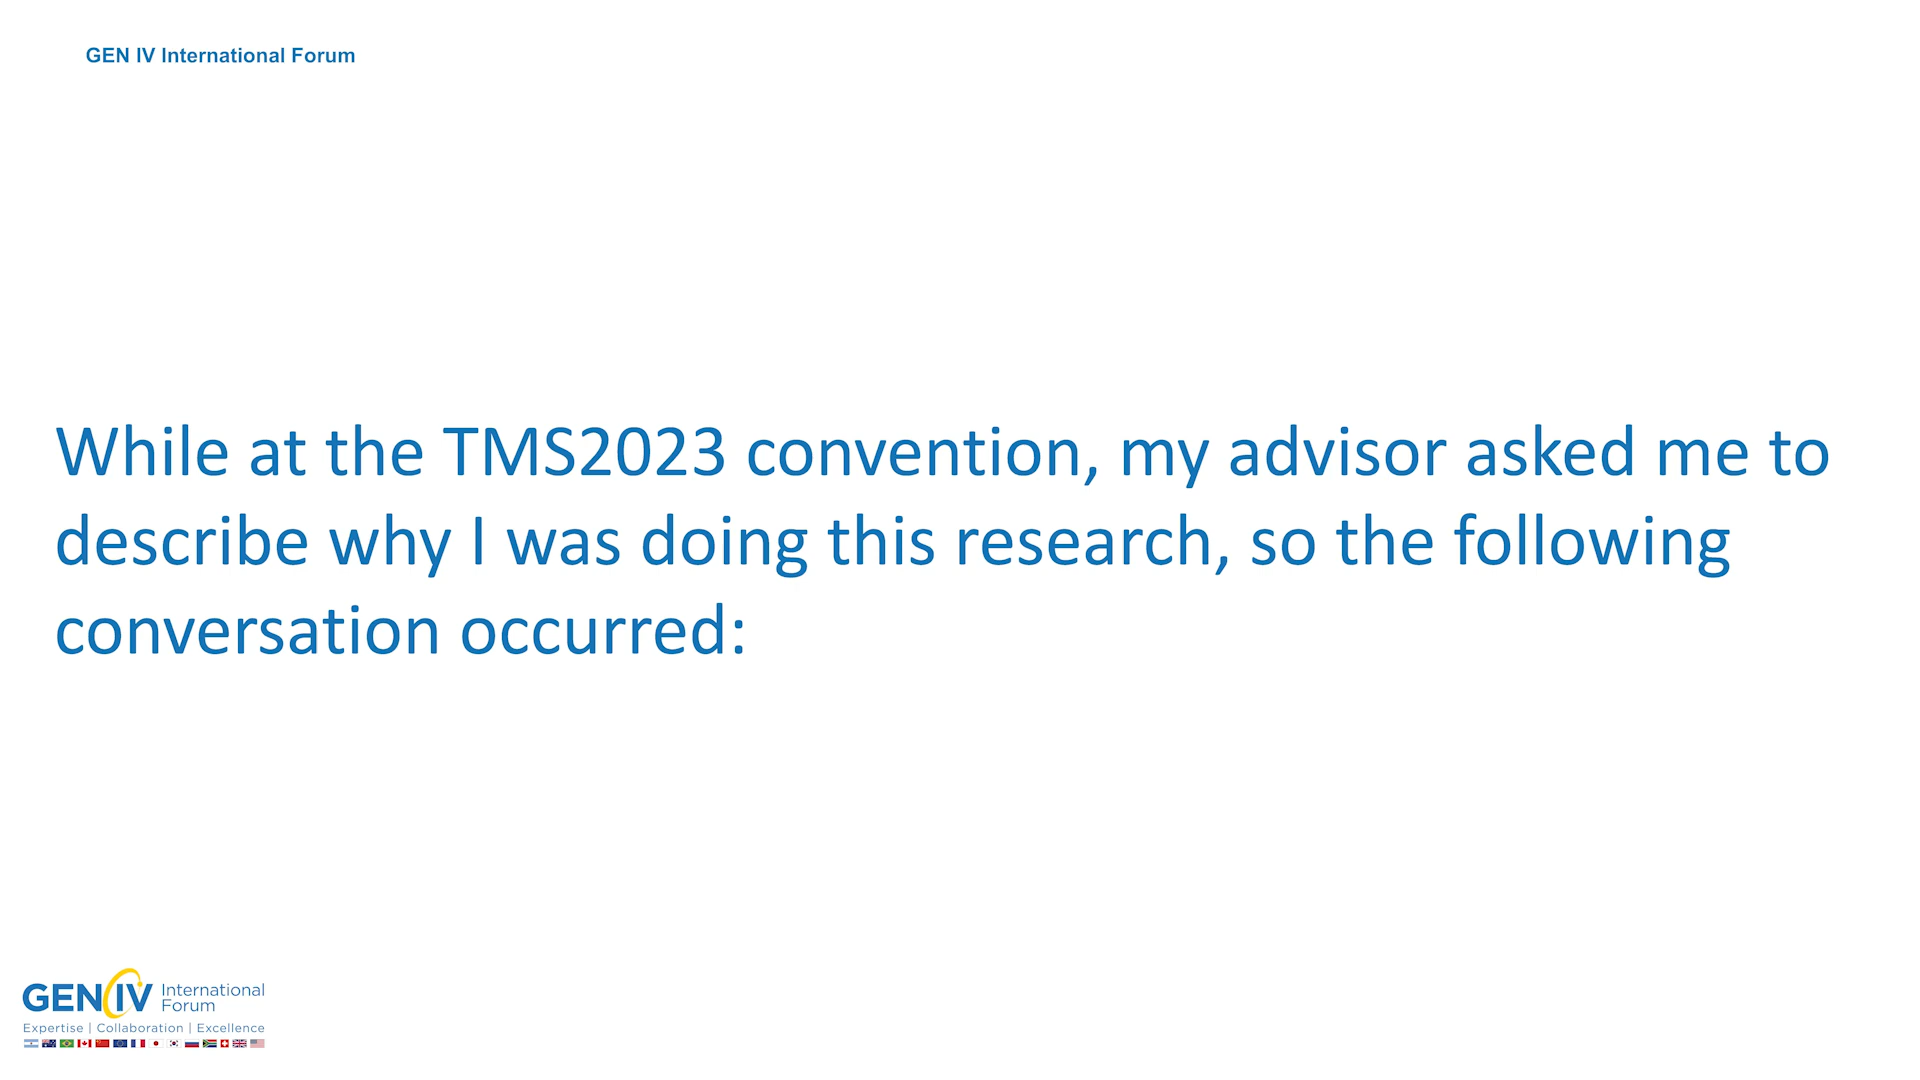 GEN IV International Forum
While at the TMS2023 convention, my advisor asked me to
describe why I was doing this research, so the following
conversation occurred:
GEN IV International
Forum
Expertise | Collaboration | Excellence